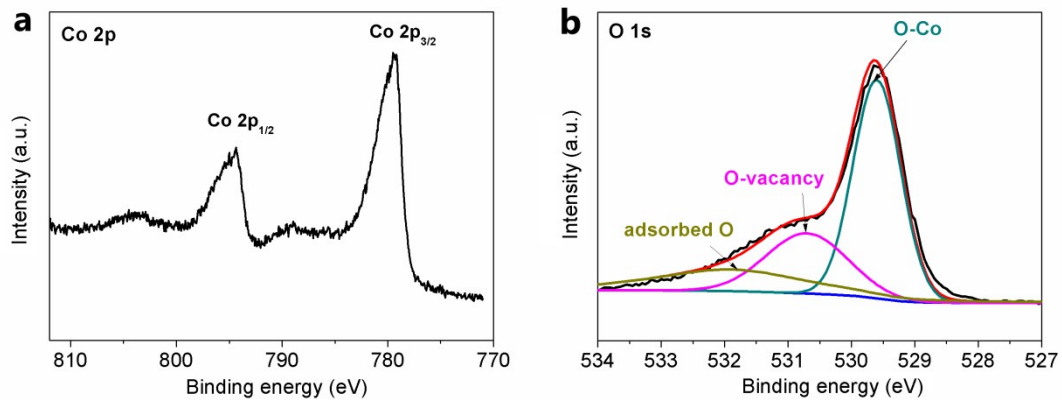 a
Co 2p
Co 2p3/2
Co 2p1/2
Intensity (a.u.)
810 800 790 780 770
Binding energy (eV)
b
O 1s
O-Co
O-vacancy
adsorbed O
Intensity (a.u.)
534 533 532 531 530 529 528 527
Binding energy (eV)